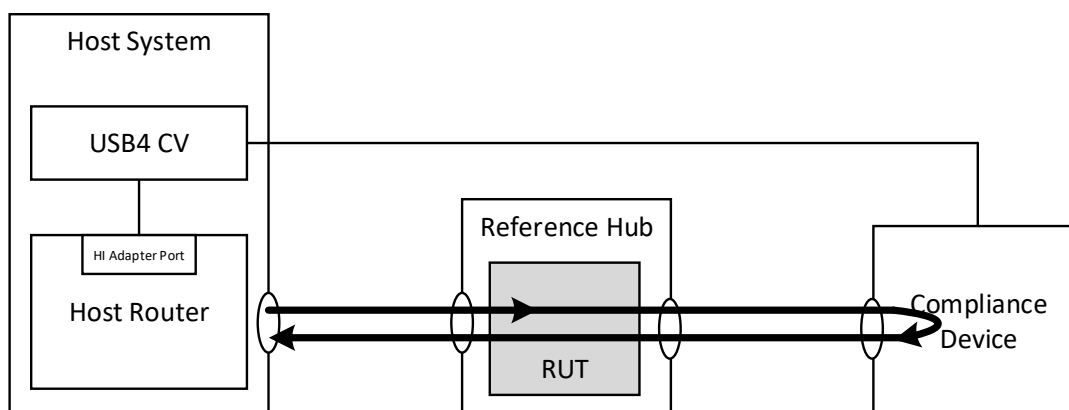 Host System
USB4 CV
HI Adapter Port
Host Router
Reference Hub
RUT
Compliance
Device